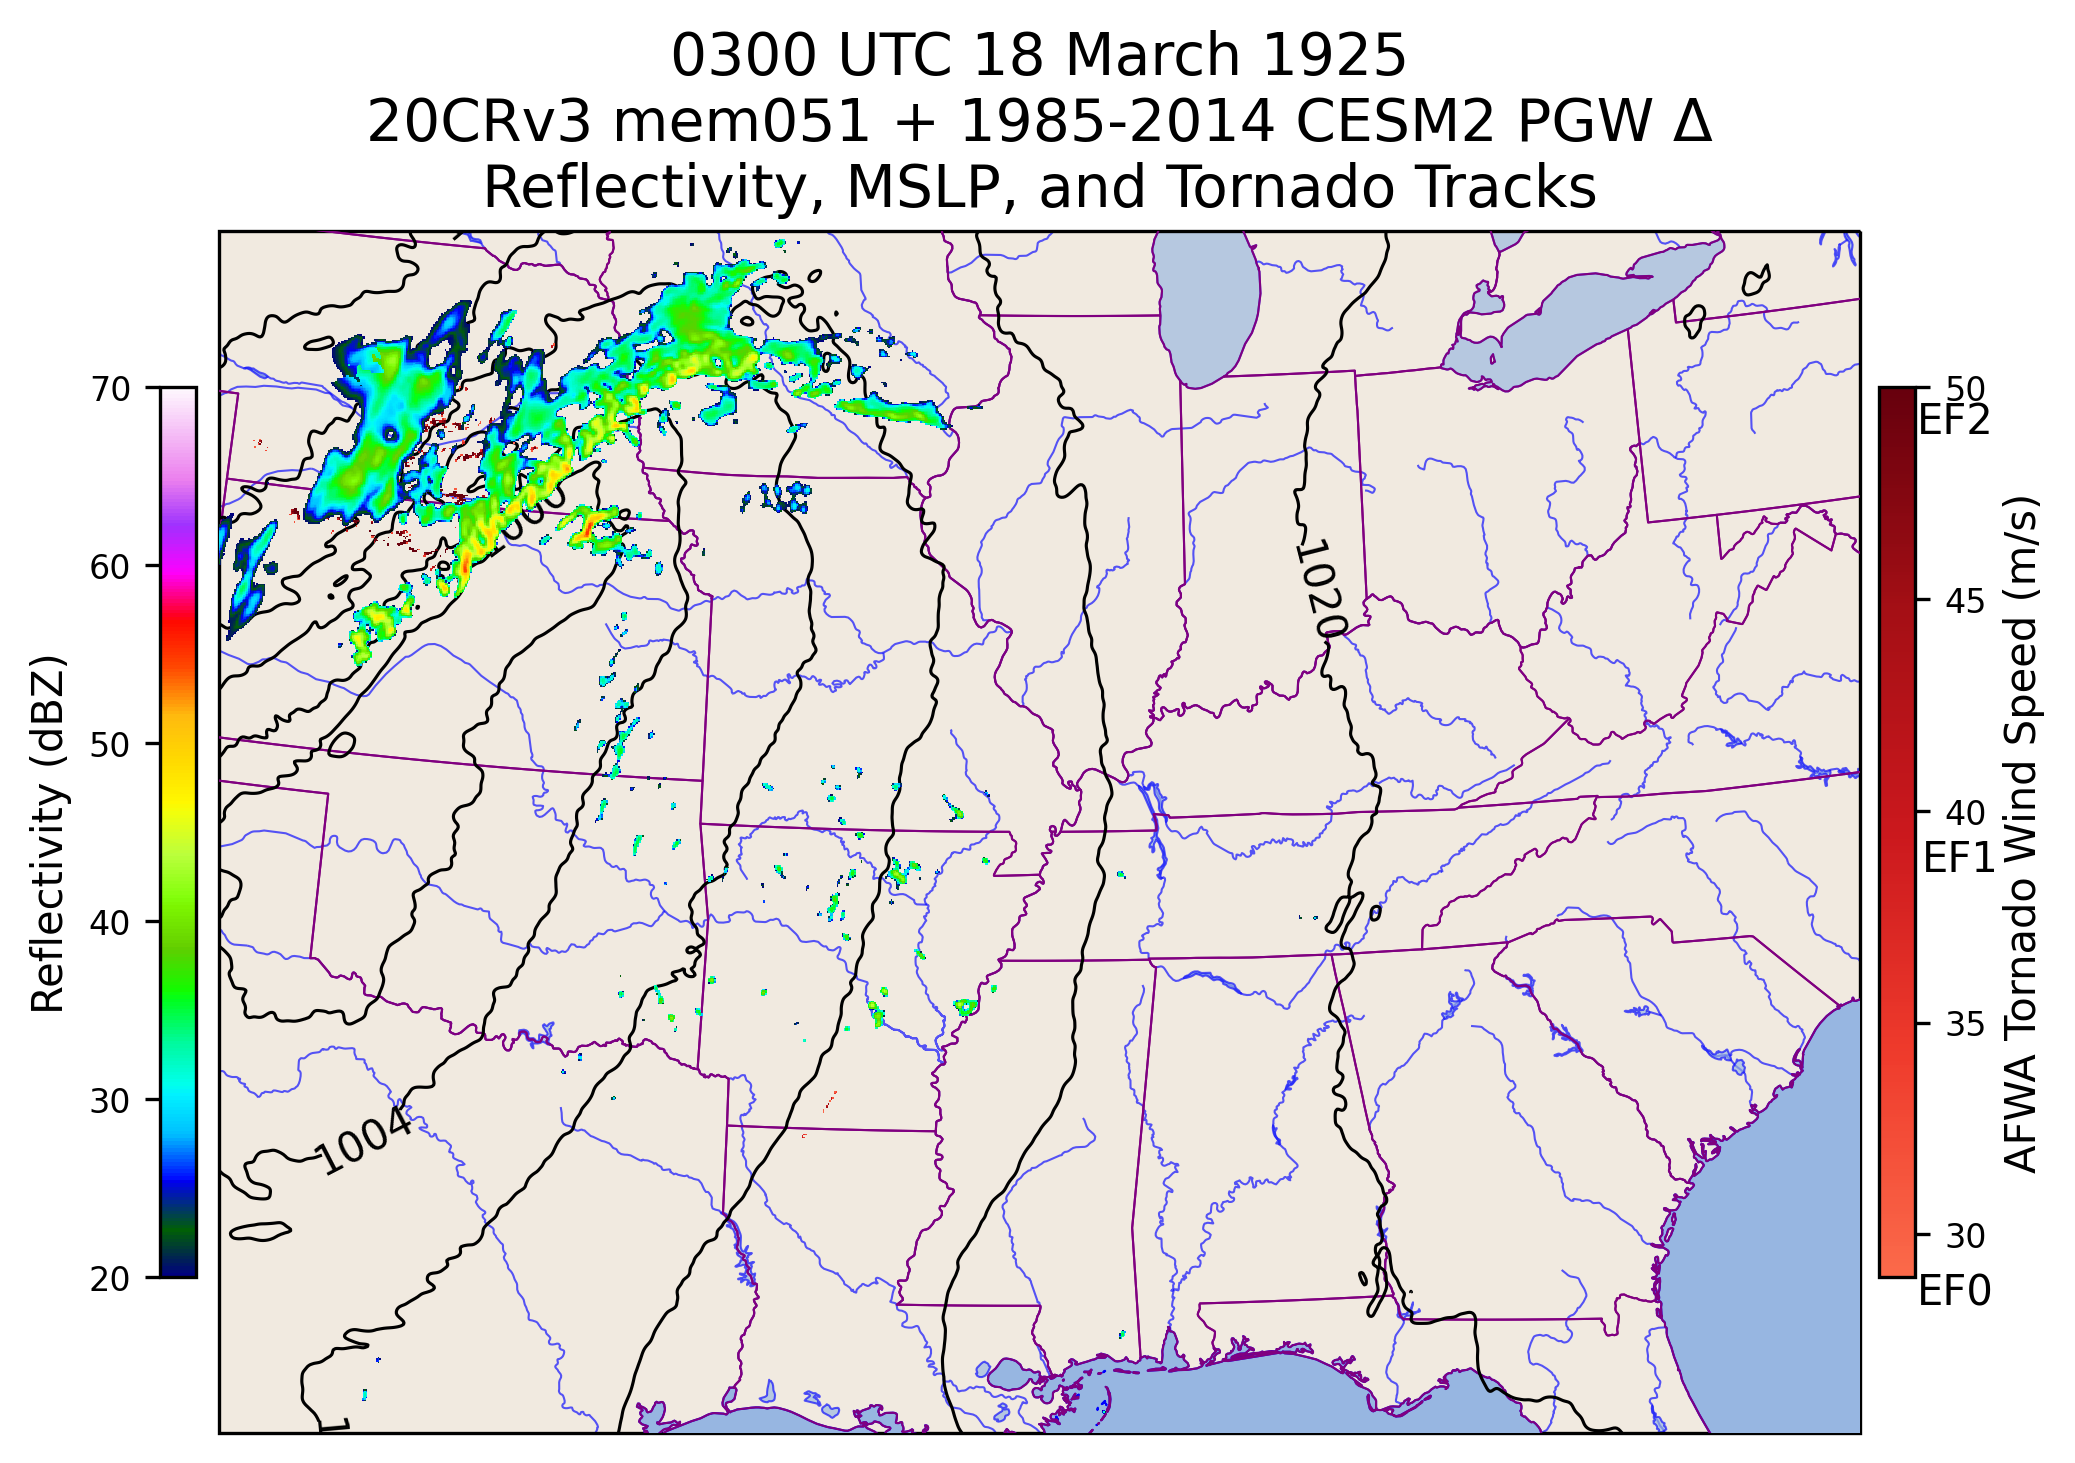 0300 UTC 18 March 1925
20CRv3 mem051 + 1985-2014 CESM2 PGW Δ
Reflectivity, MSLP, and Tornado Tracks
Reflectivity (dBZ)
70
60
50
40
30
20
1020
1004
50
EF2
45
40
EF1
35
30
EF0
AFWA Tornado Wind Speed (m/s)